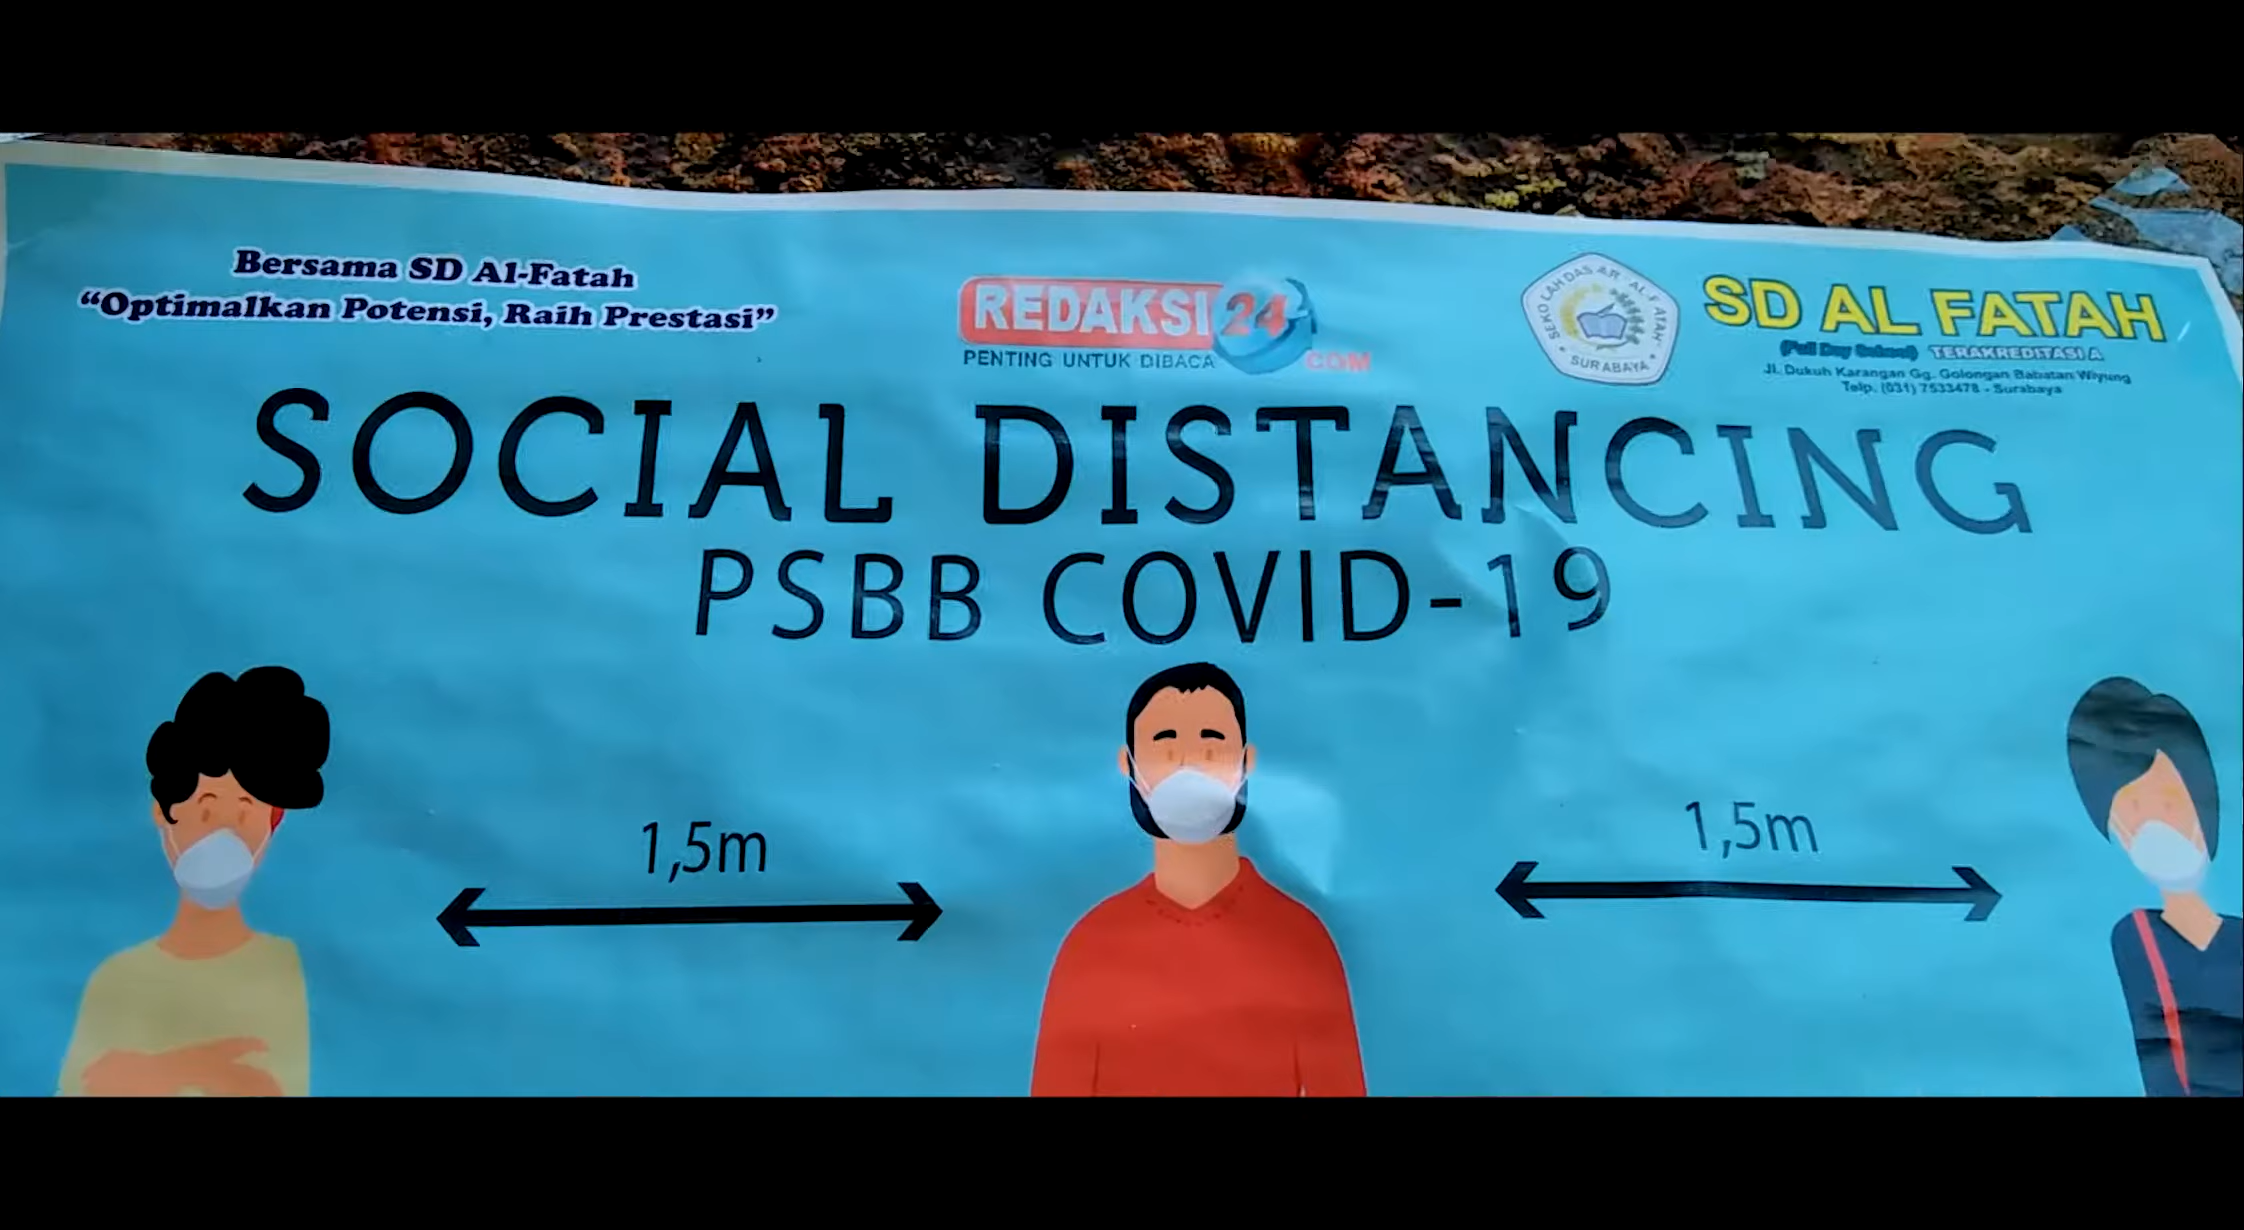 Bersama SD Al-Fatah
“Optimalkan Potensi, Raih Prestasi”
REDAKSI24
PENTING UNTUK DIBACA COM
SEKOLAH DASAR AL-FATAH
SURABAYA
SD AL FATAH
(Full Day School) TERAKREDITASI A
Jl. Dukuh Karangan Gg. Golongan Babatan Wiyung
Telp. (031) 7533478 - Surabaya
SOCIAL DISTANCING
PSBB COVID-19
1,5m
1,5m